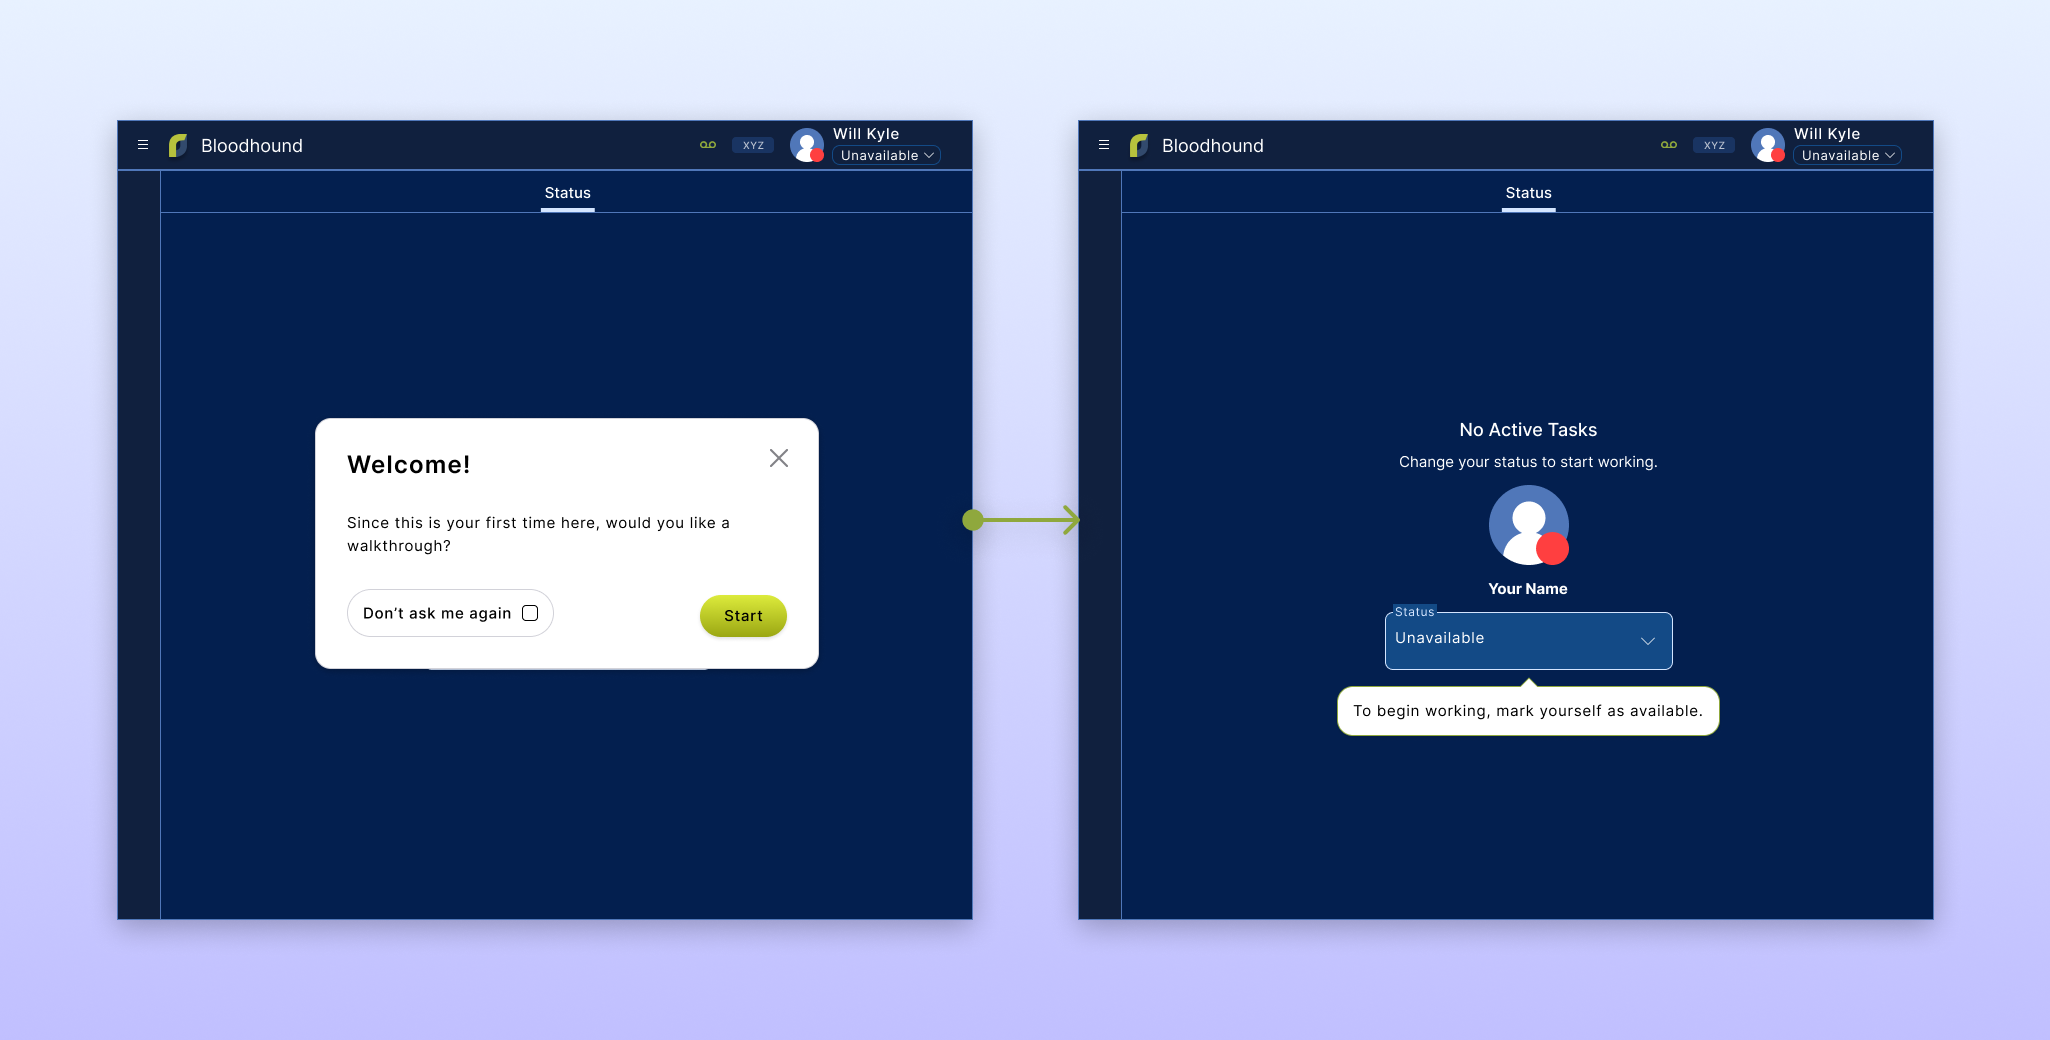 Bloodhound
XYZ
Will Kyle
Unavailable
Status
Welcome!
Since this is your first time here, would you like a
walkthrough?
Don’t ask me again
Start
Bloodhound
XYZ
Will Kyle
Unavailable
Status
No Active Tasks
Change your status to start working.
Your Name
Status
Unavailable
To begin working, mark yourself as available.